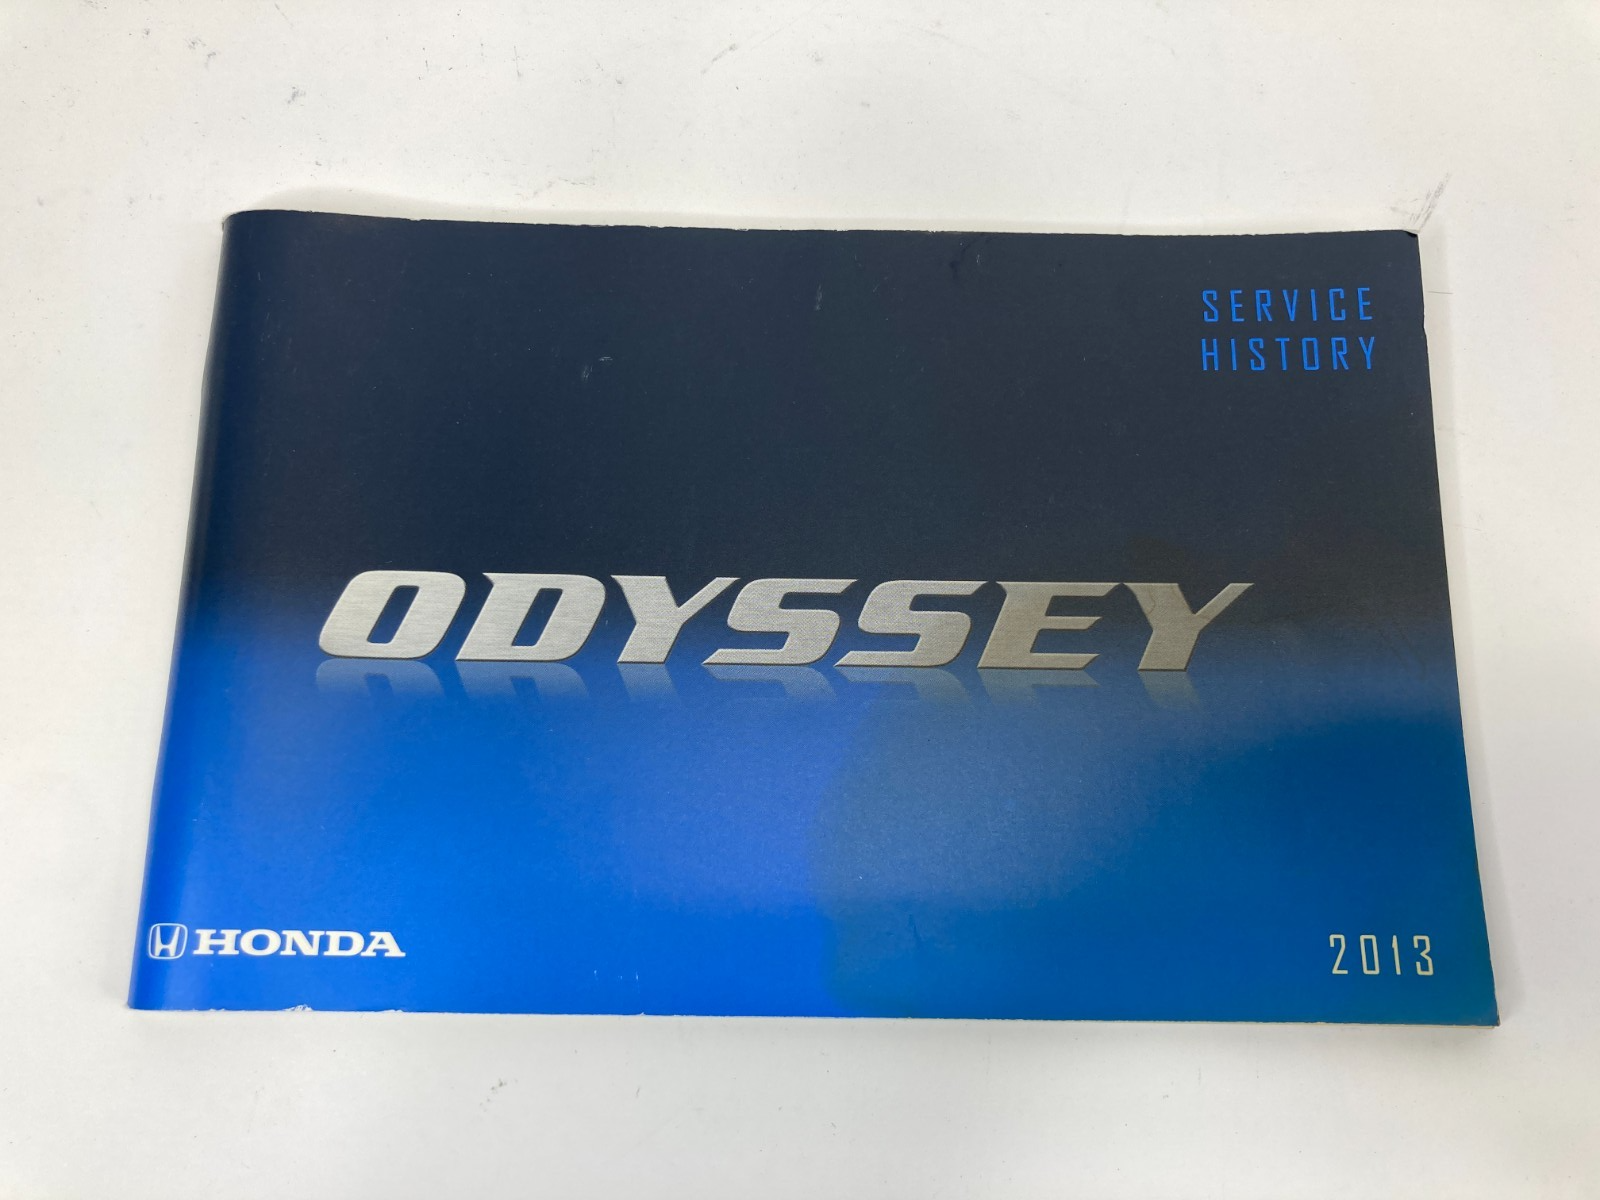 SERVICE
HISTORY
ODYSSEY
HONDA
2013